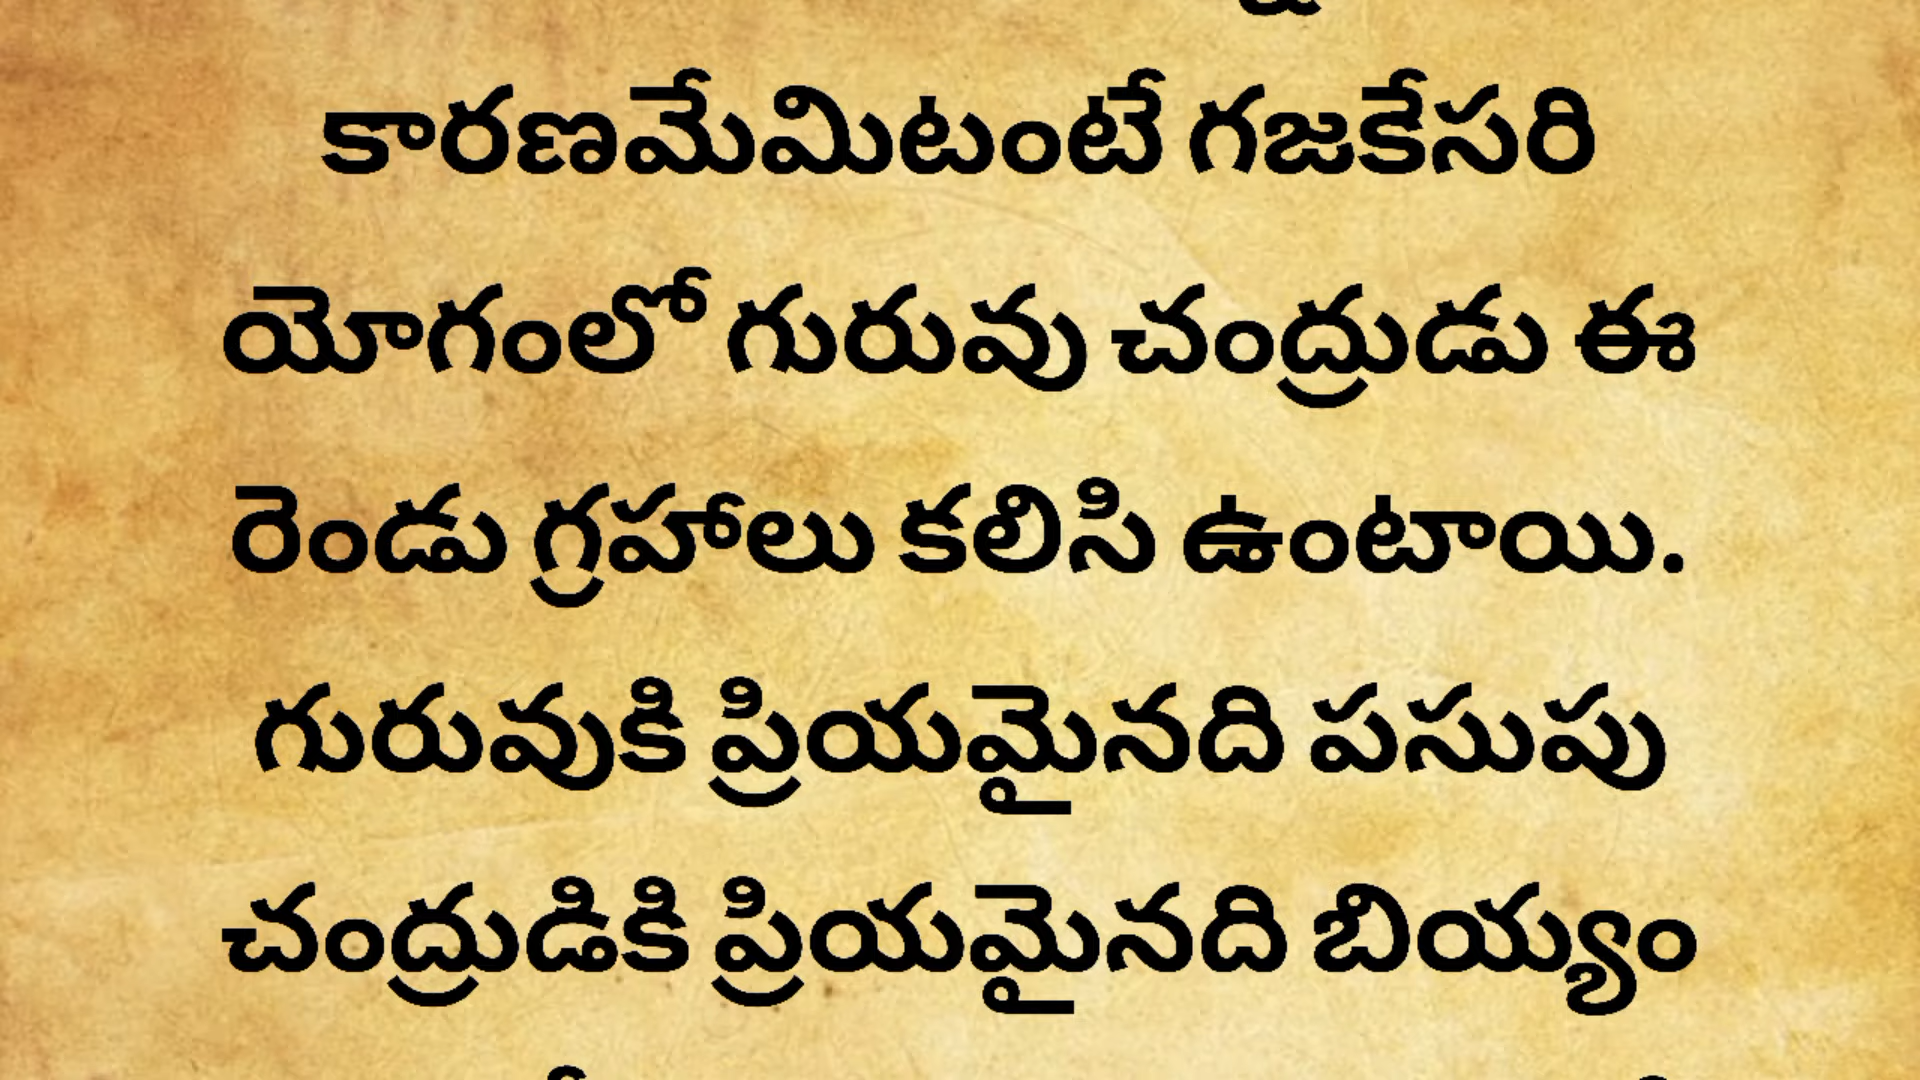 కారణమేమిటంటే గజకేసరి
యోగంలో గురువు చంద్రుడు ఈ
రెండు గ్రహాలు కలిసి ఉంటాయి.
గురువుకి ప్రియమైనది పసుపు
చంద్రుడికి ప్రియమైనది బియ్యం